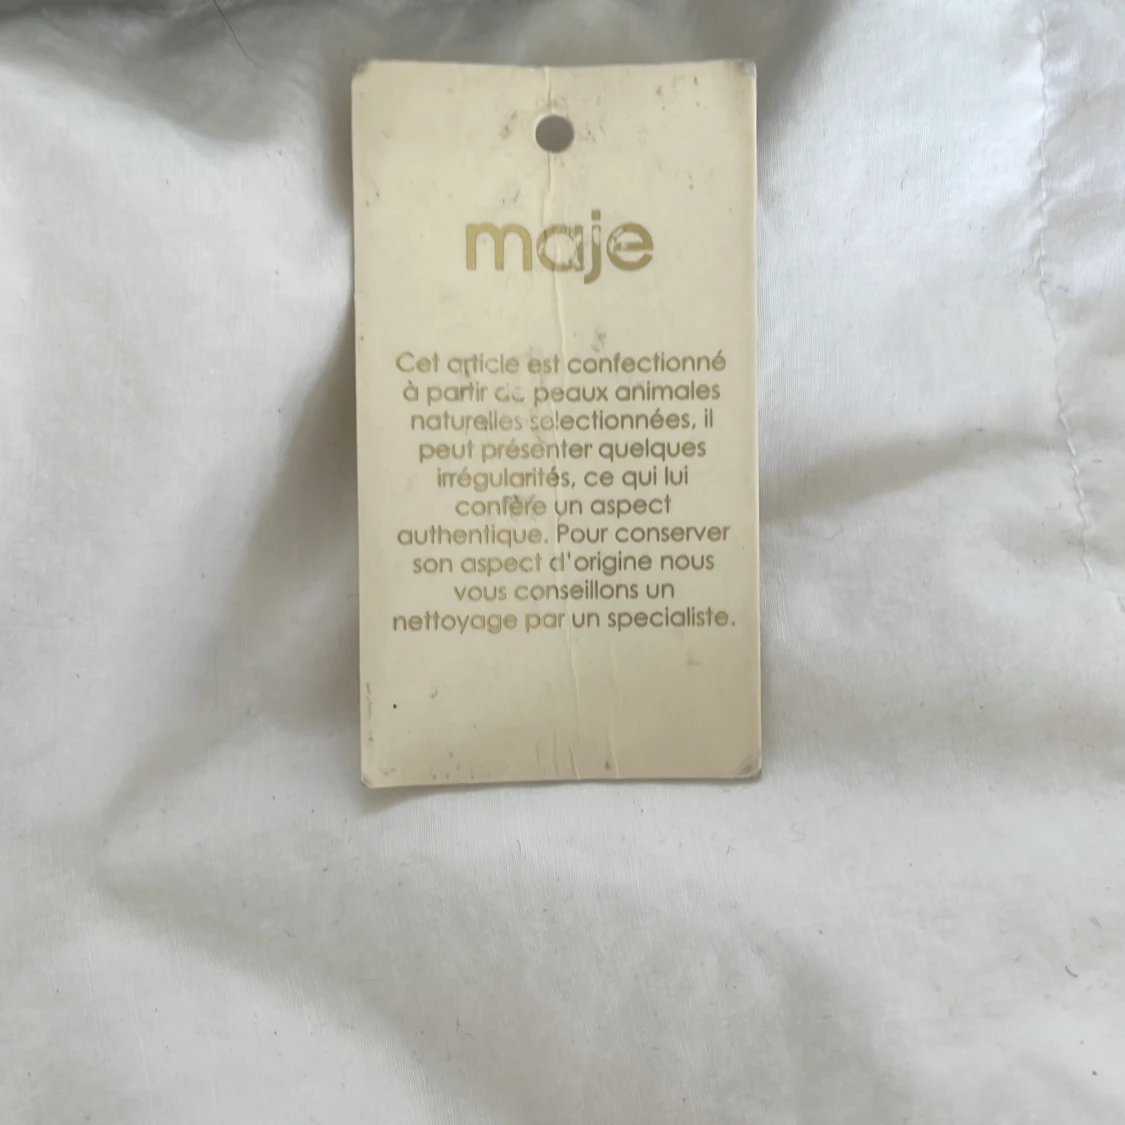 maje
Cet article est confectionné
à partir de peaux animales
naturelles selectionnées, il
peut présenter quelques
irrégularités, ce qui lui
confère un aspect
authentique. Pour conserver
son aspect d'origine nous
vous conseillons un
nettoyage par un specialiste.